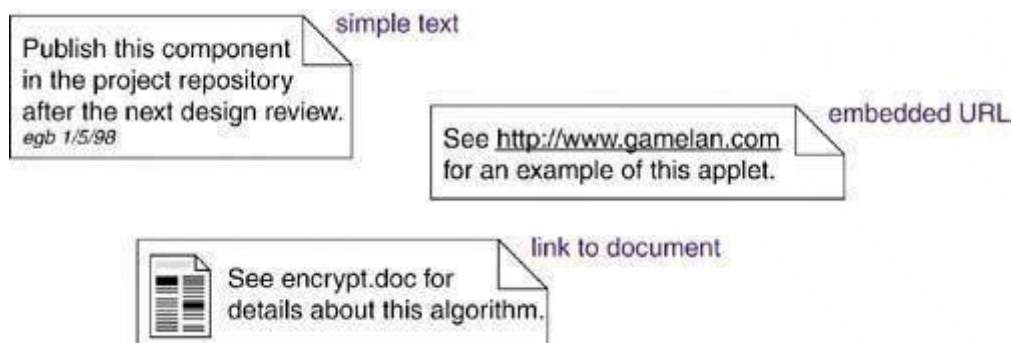 simple text
Publish this component
in the project repository
after the next design review.
egb 1/5/98
embedded URL
See http://www.gamelan.com
for an example of this applet.
link to document
See encrypt.doc for
details about this algorithm.